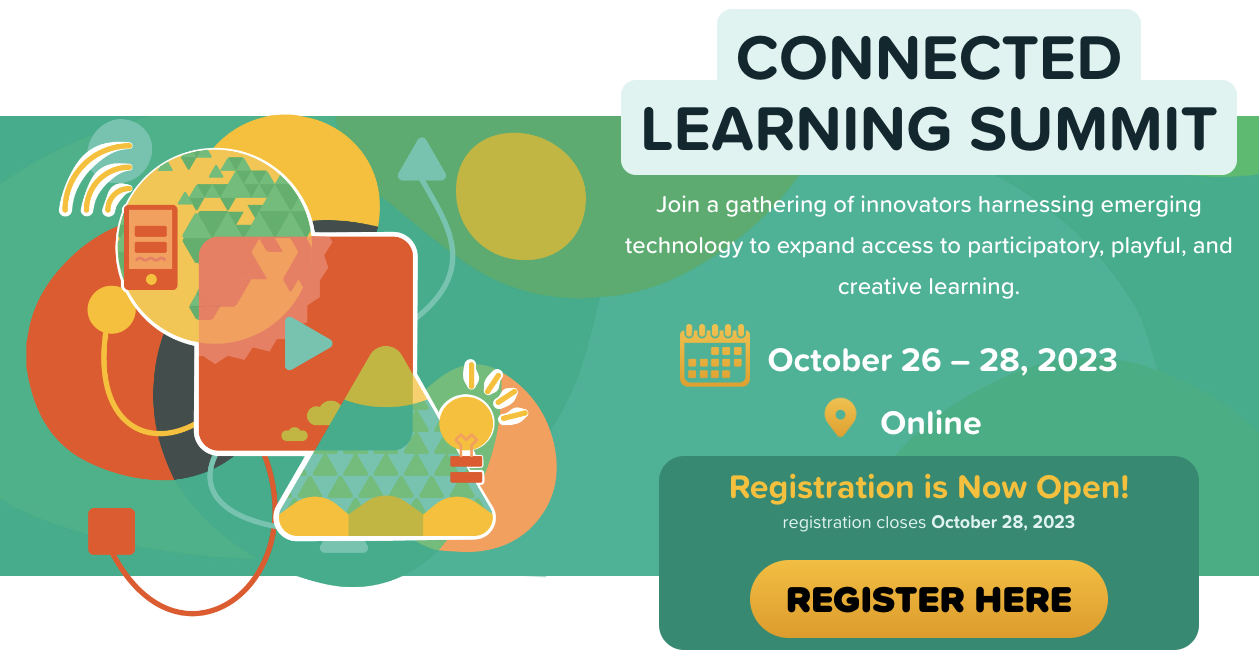 CONNECTED
LEARNING SUMMIT
Join a gathering of innovators harnessing emerging
technology to expand access to participatory, playful, and
creative learning.
October 26 – 28, 2023
Online
Registration is Now Open!
registration closes October 28, 2023
REGISTER HERE